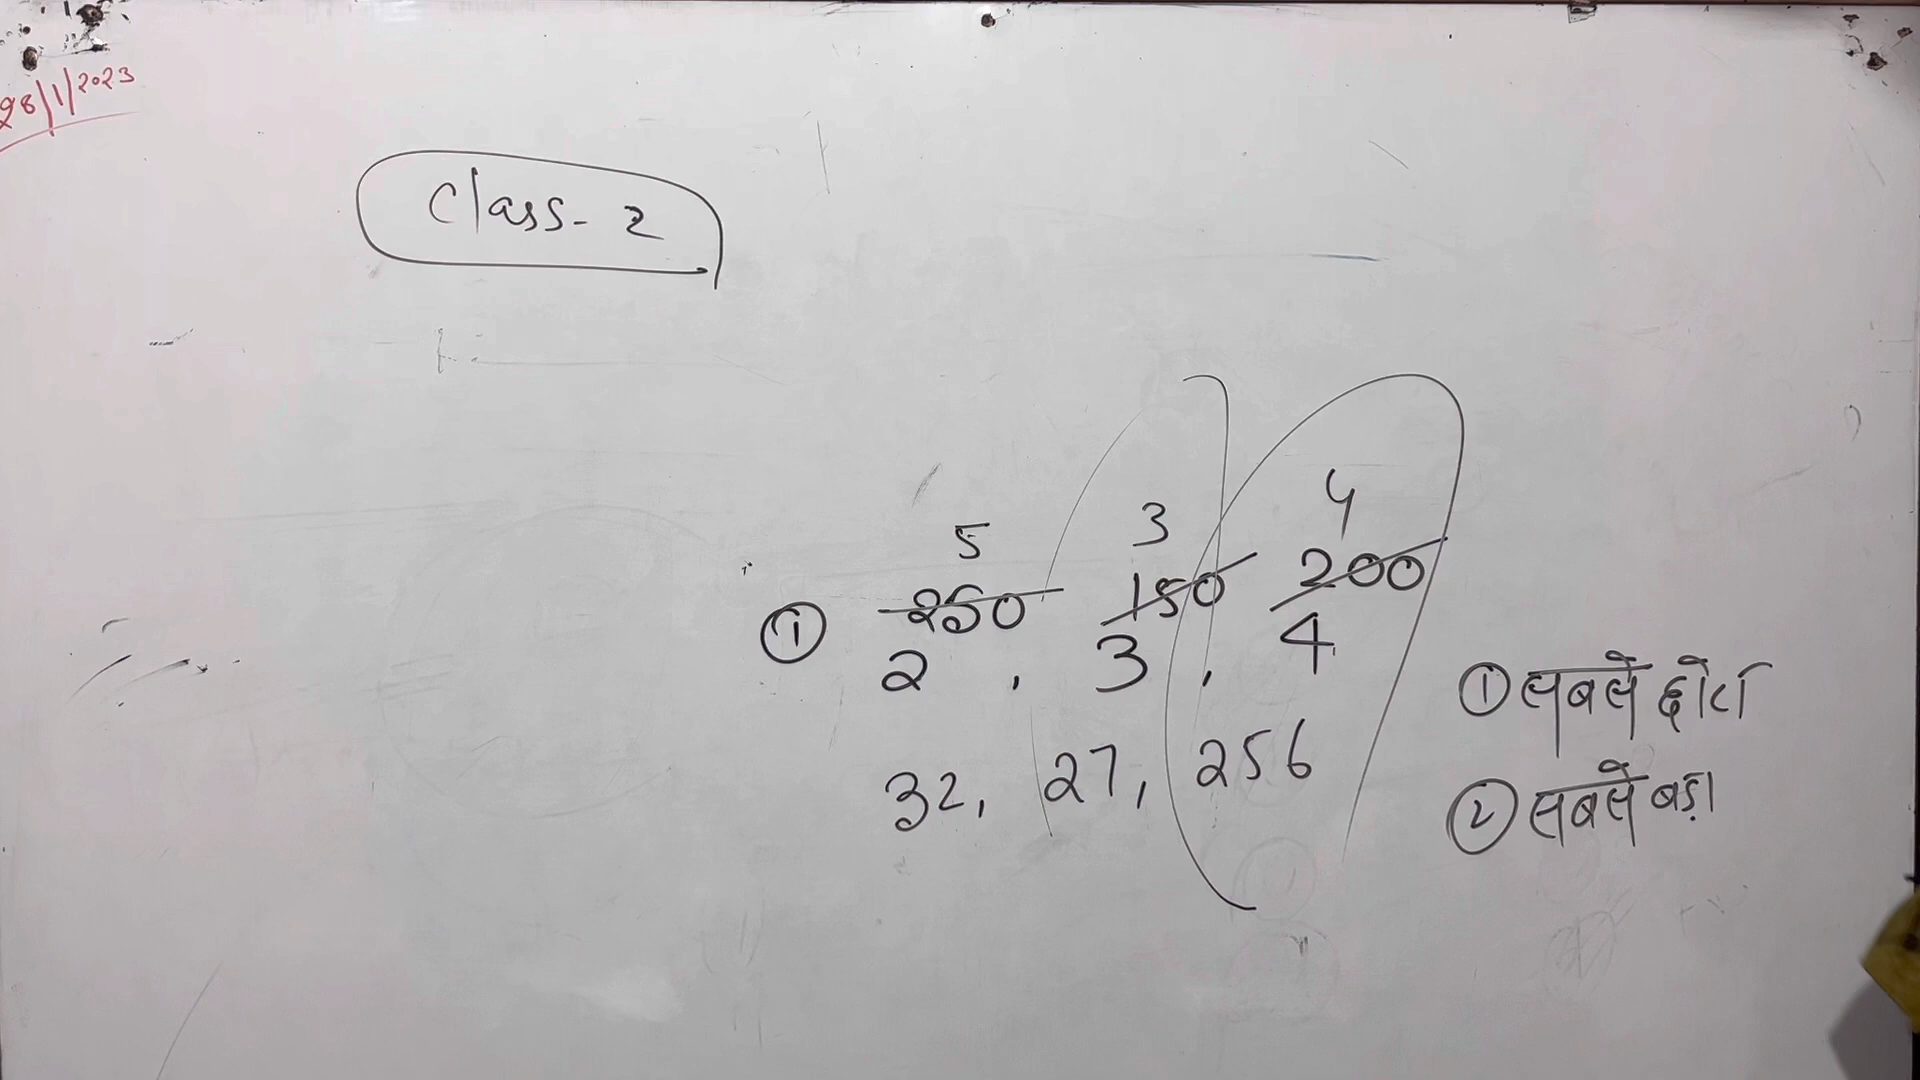 28/1/2023
Class-2
5 3 4
① 250 150 200
2, 3, 4
32, 27, 256
① सबसे छोटा
② सबसे बड़ा